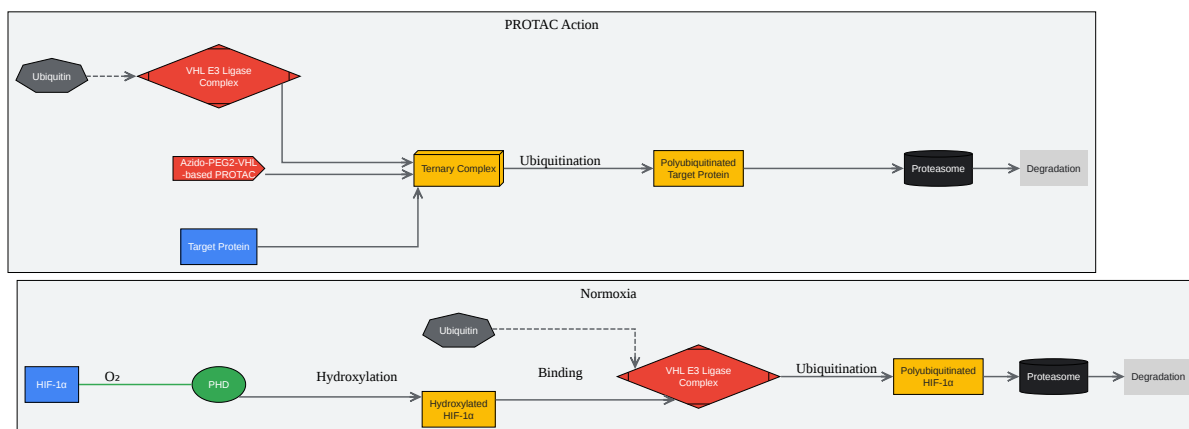 PROTAC Action
Ubiquitin
VHL E3 Ligase
Complex
Azido-PEG2-VHL
-based PROTAC
Target Protein
Ternary Complex
Ubiquitination
Polyubiquitinated
Target Protein
Proteasome
Degradation
Normoxia
HIF-1α
O₂
PHD
Hydroxylation
Hydroxylated
HIF-1α
Ubiquitin
Binding
VHL E3 Ligase
Complex
Ubiquitination
Polyubiquitinated
HIF-1α
Proteasome
Degradation